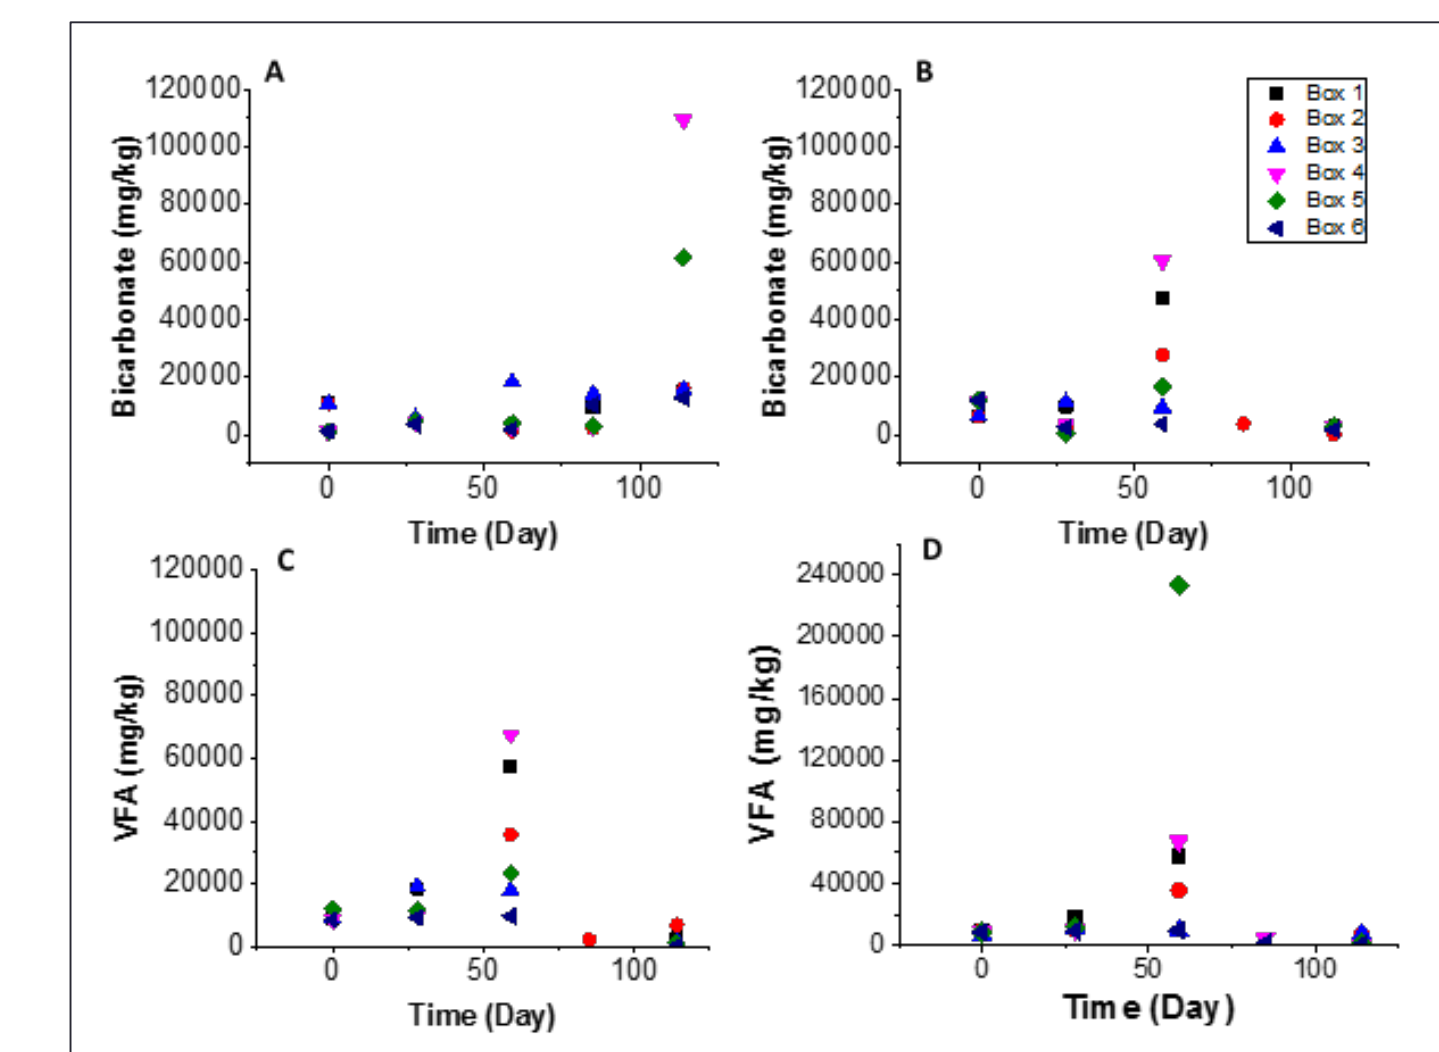 A
120000
100000
80000
60000
40000
20000
0
Bicarbonate (mg/kg)
0 50 100
Time (Day)
B
120000
100000
80000
60000
40000
20000
0
Bicarbonate (mg/kg)
0 50 100
Time (Day)
Box 1
Box 2
Box 3
Box 4
Box 5
Box 6
C
120000
100000
80000
60000
40000
20000
0
VFA (mg/kg)
0 50 100
Time (Day)
D
240000
200000
160000
120000
80000
40000
0
VFA (mg/kg)
0 50 100
Time (Day)